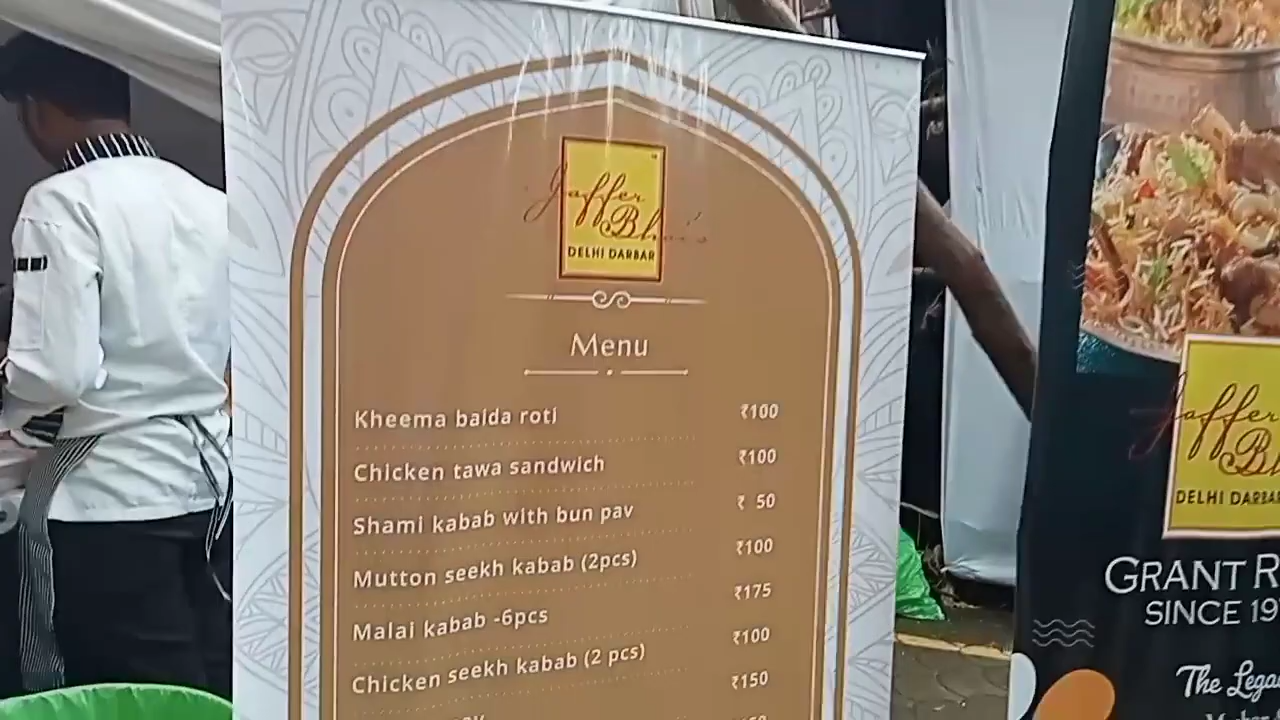 Jaffer
Bhai's
DELHI DARBAR
Menu
Kheema baida roti ₹100
Chicken tawa sandwich ₹100
Shami kabab with bun pav ₹ 50
Mutton seekh kabab (2pcs) ₹100
Malai kabab -6pcs ₹175
Chicken seekh kabab (2 pcs) ₹100
₹150
Jaffer
DELHI DARBAR
GRANT
SINCE
The